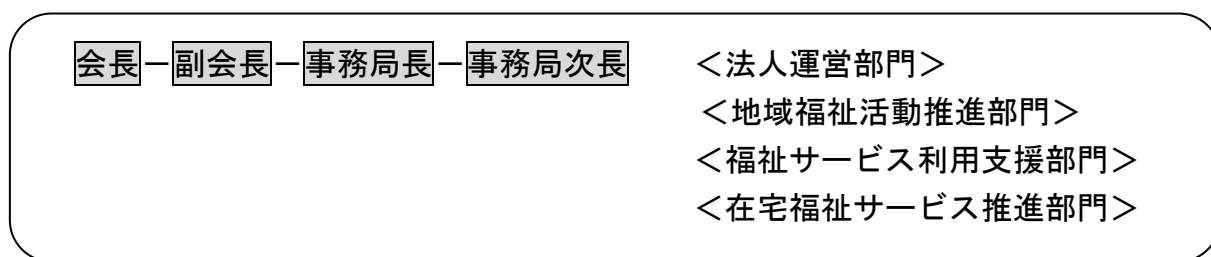 会長－副会長－事務局長－事務局次長　＜法人運営部門＞
＜地域福祉活動推進部門＞
＜福祉サービス利用支援部門＞
＜在宅福祉サービス推進部門＞